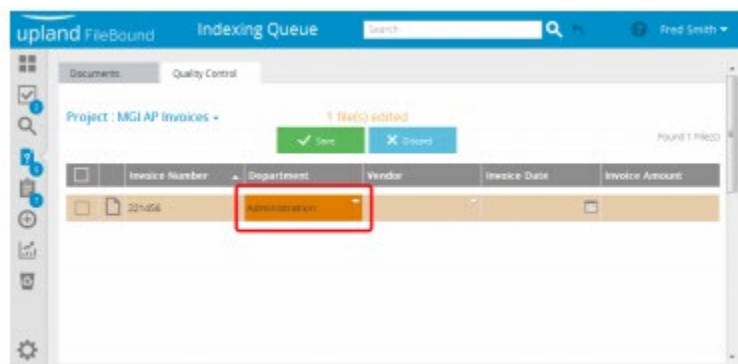 upland FileBound Indexing Queue Search Fred Smith
Documents Quality Control
Project : MGI AP Invoices
1 file(s) edited
Save Discard
Found 1 File(s)
Invoice Number Department Vendor Invoice Date Invoice Amount
221456 Administration